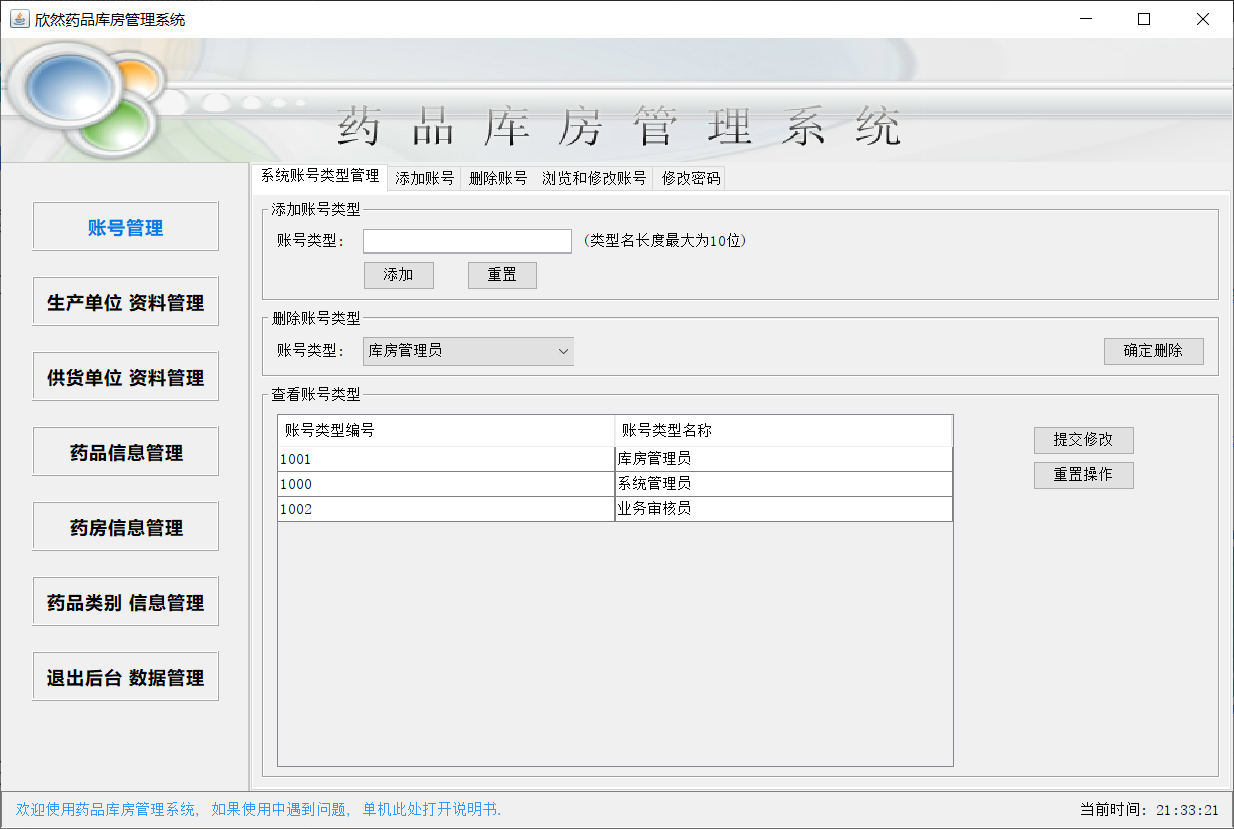 欣然药品库房管理系统
药品库房管理系统
账号管理
生产单位 资料管理
供货单位 资料管理
药品信息管理
药房信息管理
药品类别 信息管理
退出后台 数据管理
系统账号类型管理 添加账号 删除账号 浏览和修改账号 修改密码
添加账号类型
账号类型： （类型名长度最大为10位）
添加 重置
删除账号类型
账号类型： 库房管理员 确定删除
查看账号类型
账号类型编号 账号类型名称
1001 库房管理员
1000 系统管理员
1002 业务审核员
提交修改
重置操作
欢迎使用药品库房管理系统，如果使用中遇到问题，单机此处打开说明书.
当前时间：21:33:21